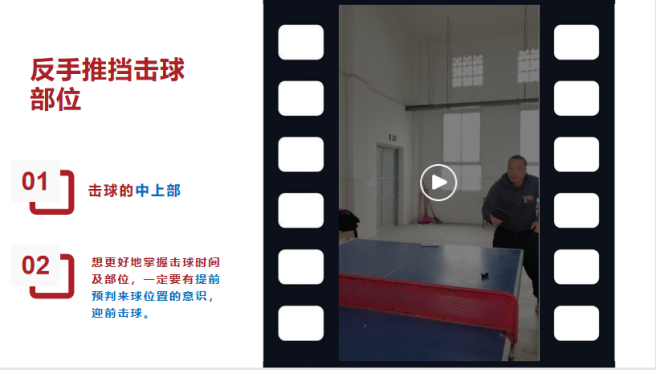 反手推挡击球
部位
01
击球的中上部
02
想更好地掌握击球时间
及部位，一定要有提前
预判来球位置的意识，
迎前击球。